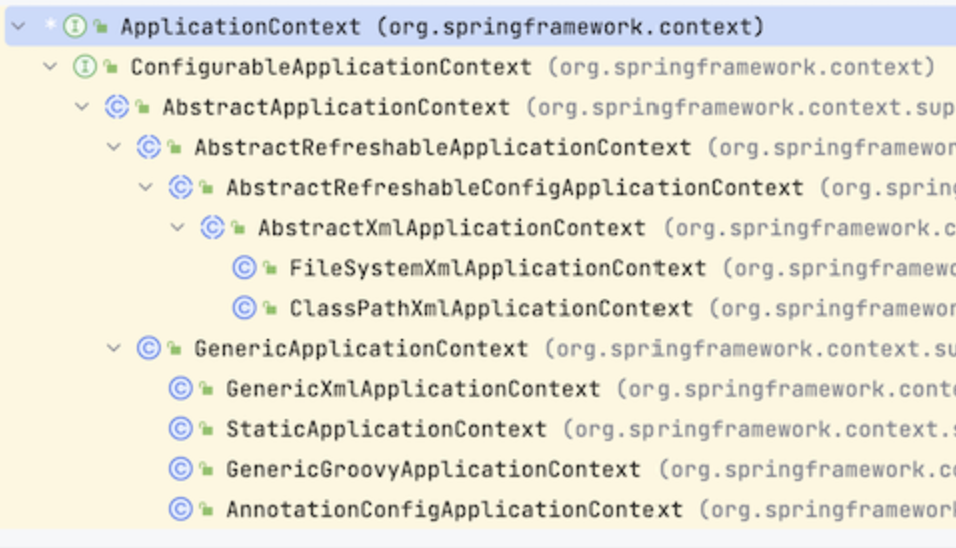 ApplicationContext (org.springframework.context)
ConfigurableApplicationContext (org.springframework.context)
AbstractApplicationContext (org.springframework.context.sup
AbstractRefreshableApplicationContext (org.springframewor
AbstractRefreshableConfigApplicationContext (org.spring
AbstractXmlApplicationContext (org.springframework.c
FileSystemXmlApplicationContext (org.springframewo
ClassPathXmlApplicationContext (org.springframewor
GenericApplicationContext (org.springframework.context.su
GenericXmlApplicationContext (org.springframework.conte
StaticApplicationContext (org.springframework.context.s
GenericGroovyApplicationContext (org.springframework.co
AnnotationConfigApplicationContext (org.springframework